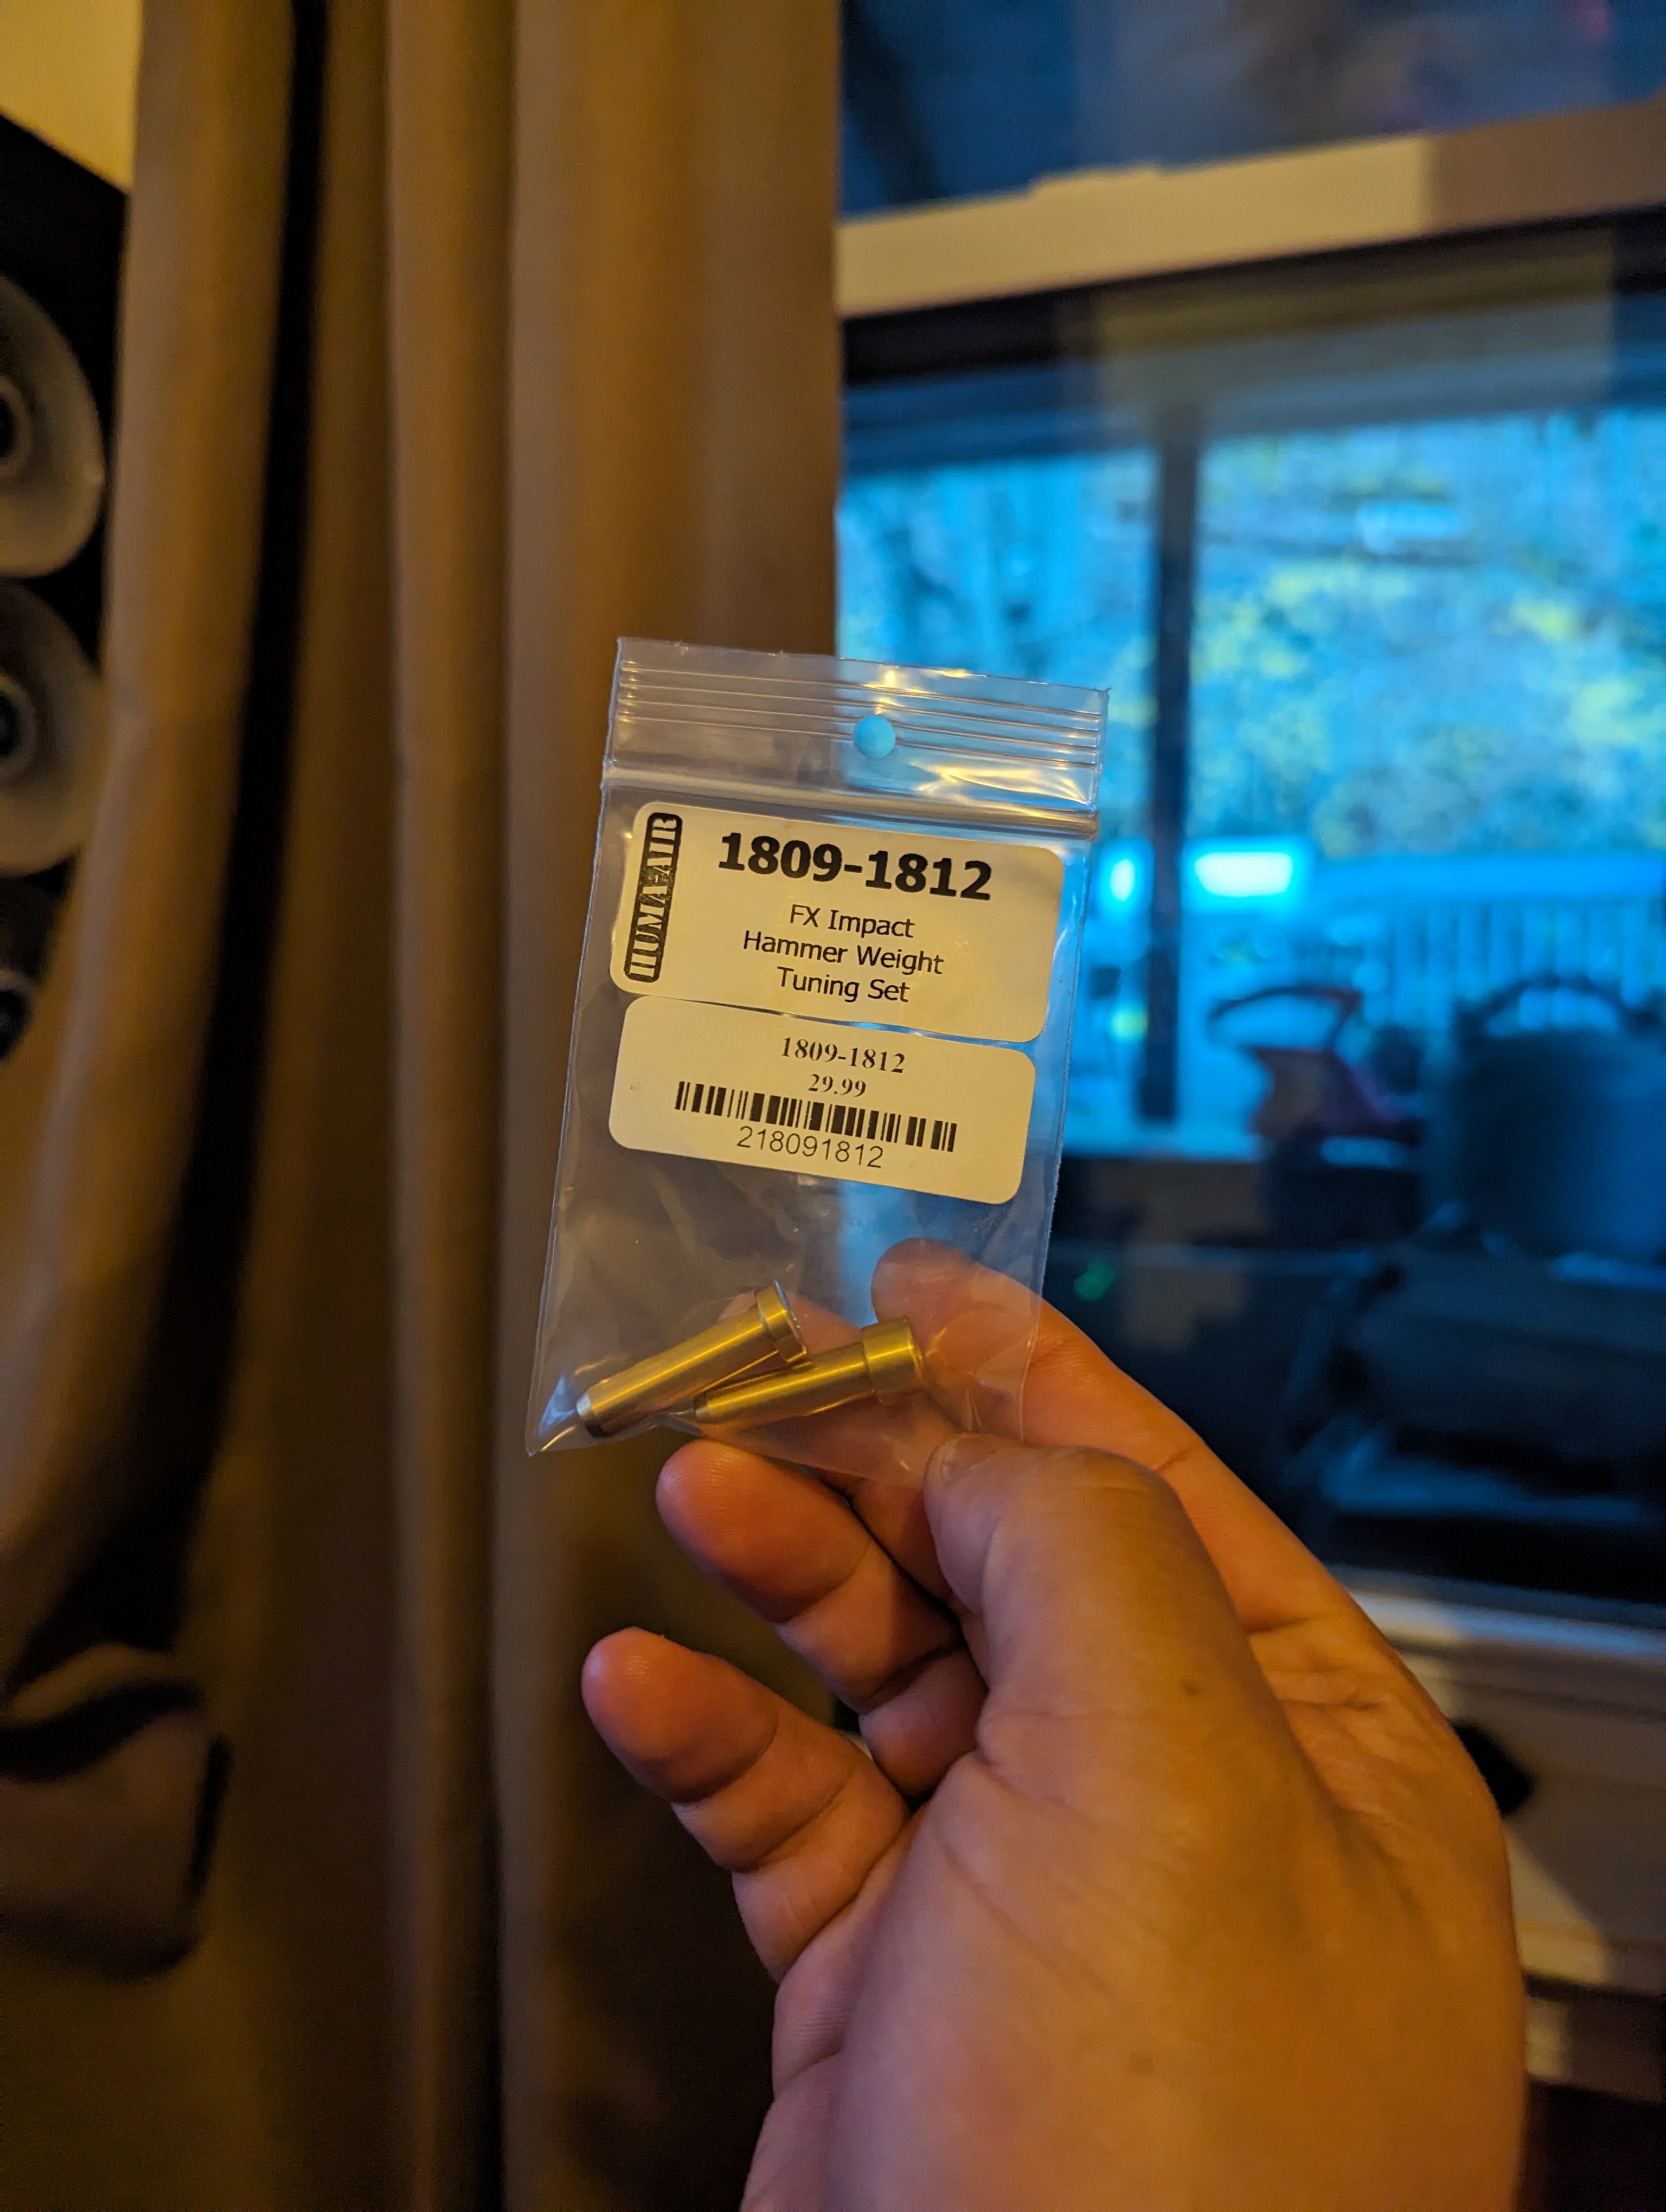 HUMA-AIR
1809-1812
FX Impact
Hammer Weight
Tuning Set
1809-1812
29.99
218091812